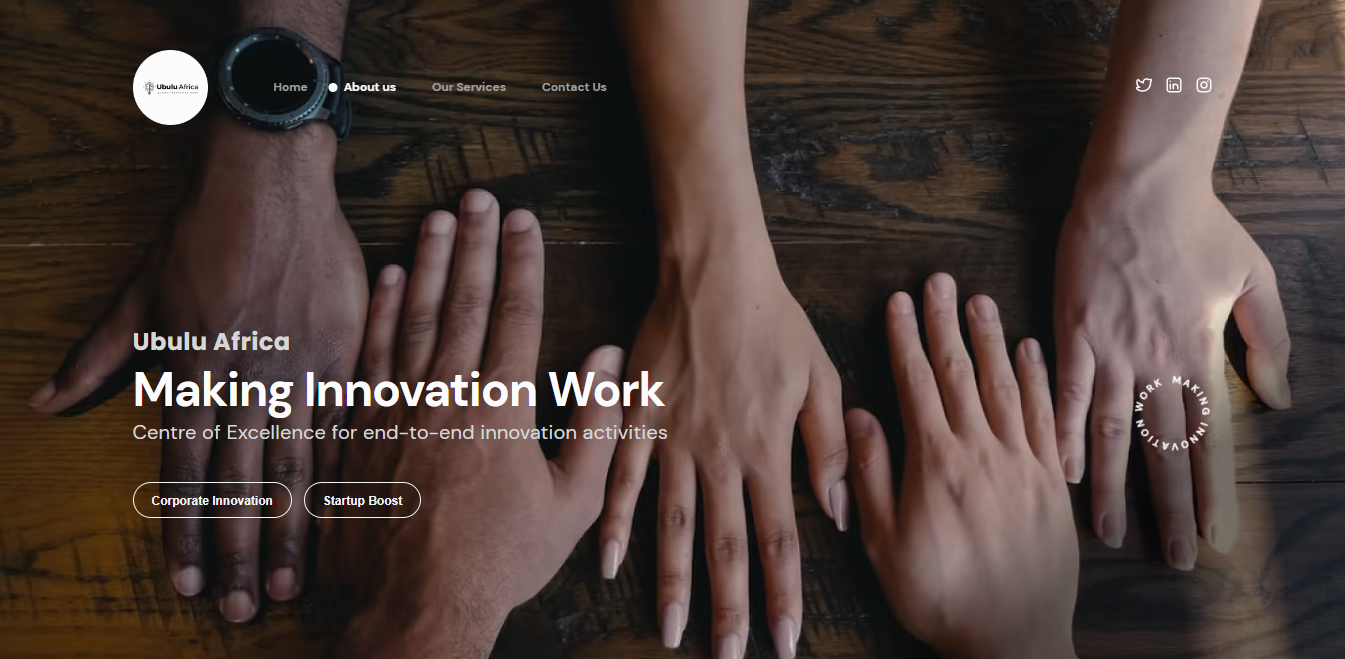 Ubulu Africa
Home
About us
Our Services
Contact Us
Ubulu Africa
Making Innovation Work
Centre of Excellence for end-to-end innovation activities
Corporate Innovation
Startup Boost
MAKING INNOVATION WORK